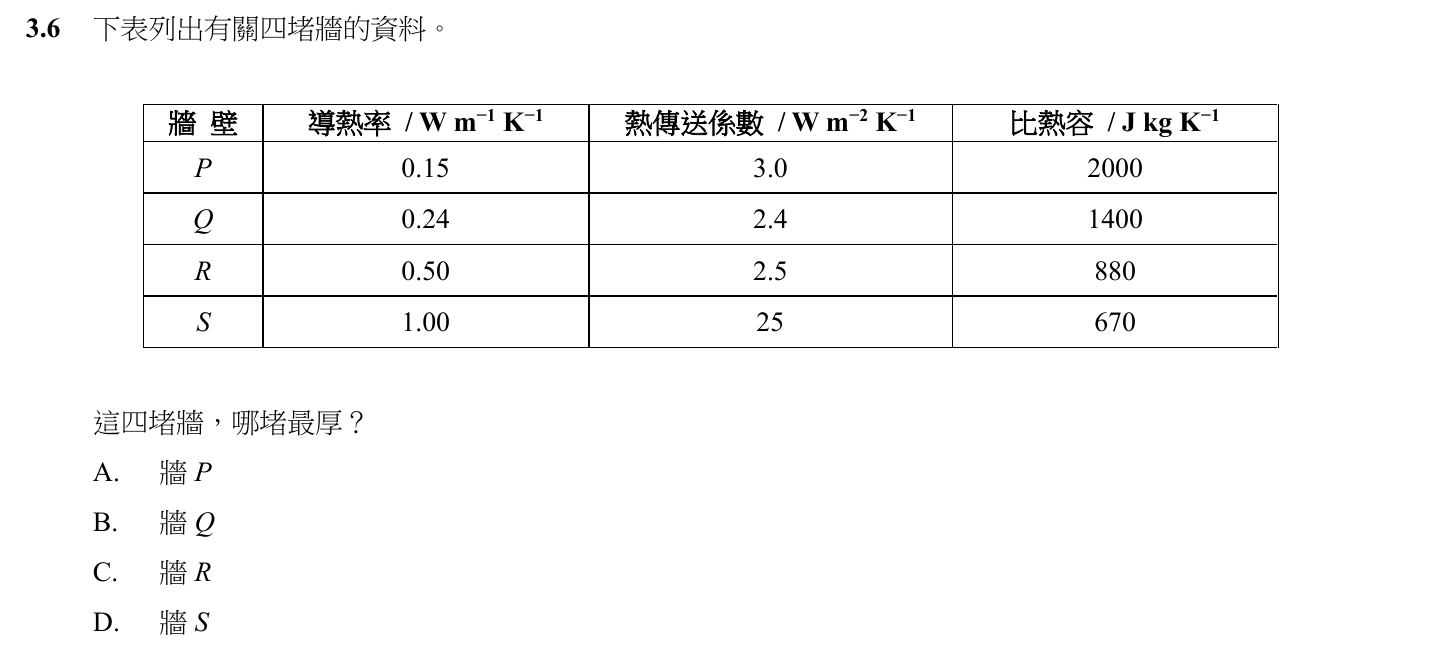 3.6 下表列出有關四堵牆的資料。
牆 壁 導熱率 / W m⁻¹ K⁻¹ 熱傳送係數 / W m⁻² K⁻¹ 比熱容 / J kg K⁻¹
P 0.15 3.0 2000
Q 0.24 2.4 1400
R 0.50 2.5 880
S 1.00 25 670
這四堵牆，哪堵最厚？
A. 牆 P
B. 牆 Q
C. 牆 R
D. 牆 S